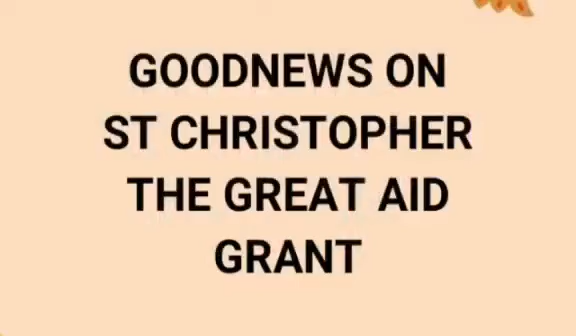 GOODNEWS ON
ST CHRISTOPHER
THE GREAT AID
GRANT